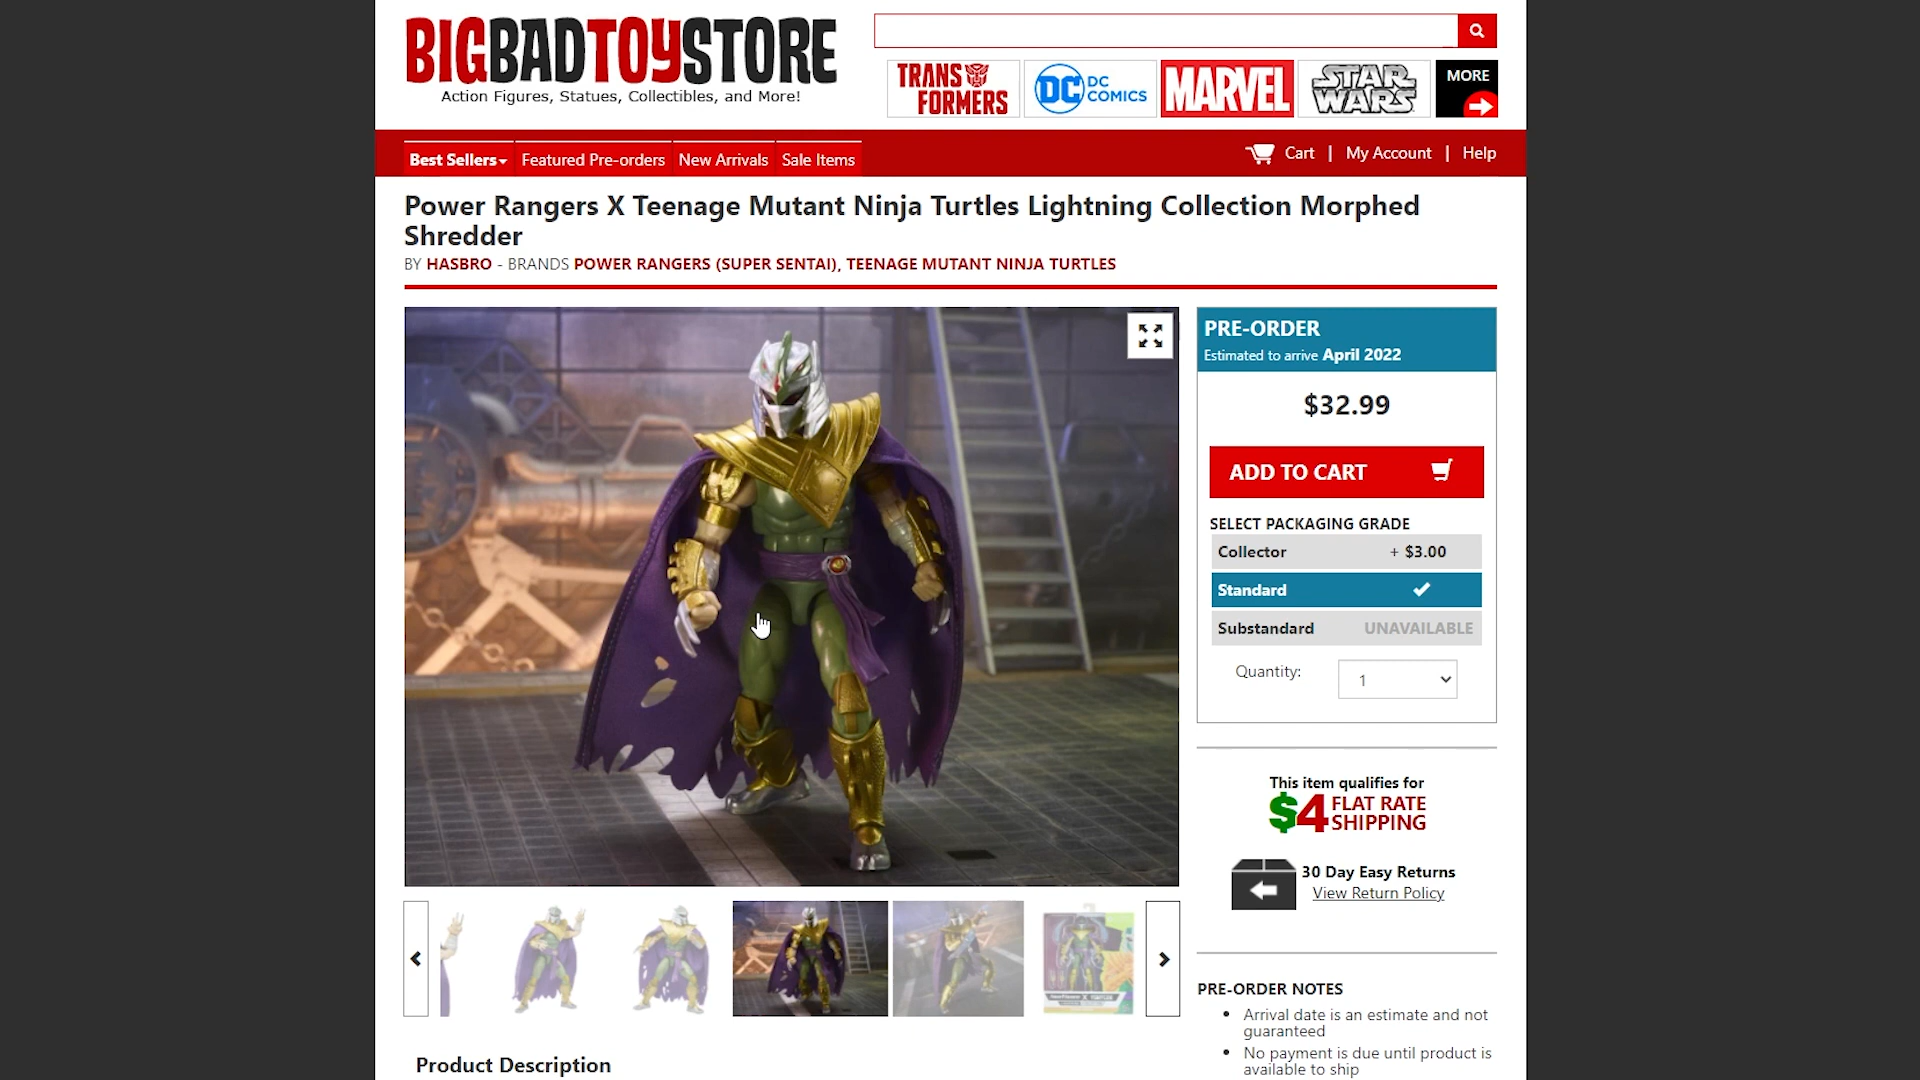 BIGBADTOYSTORE
Action Figures, Statues, Collectibles, and More!
TRANSFORMERS
DC
DC COMICS
MARVEL
STAR WARS
MORE
Best Sellers
Featured Pre-orders
New Arrivals
Sale Items
Cart | My Account | Help
Power Rangers X Teenage Mutant Ninja Turtles Lightning Collection Morphed
Shredder
BY HASBRO - BRANDS POWER RANGERS (SUPER SENTAI), TEENAGE MUTANT NINJA TURTLES
PRE-ORDER
Estimated to arrive April 2022
$32.99
ADD TO CART
SELECT PACKAGING GRADE
Collector + $3.00
Standard
Substandard UNAVAILABLE
Quantity: 1
This item qualifies for
$4 FLAT RATE
SHIPPING
30 Day Easy Returns
View Return Policy
PRE-ORDER NOTES
Arrival date is an estimate and not
guaranteed
No payment is due until product is
available to ship
Product Description